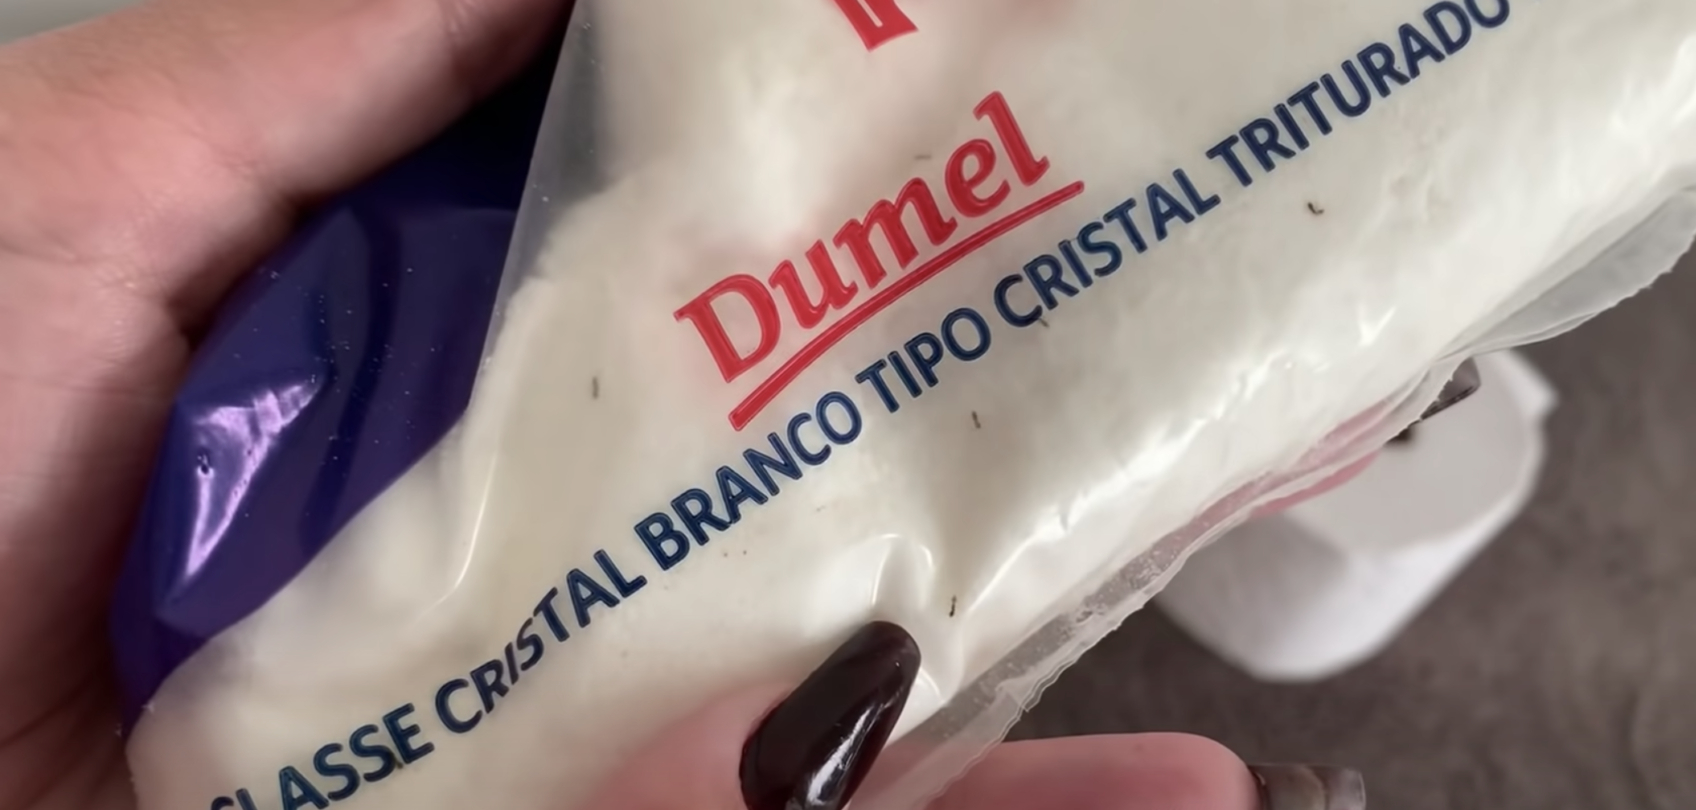 Dumel
CLASSE CRISTAL BRANCO TIPO CRISTAL TRITURADO